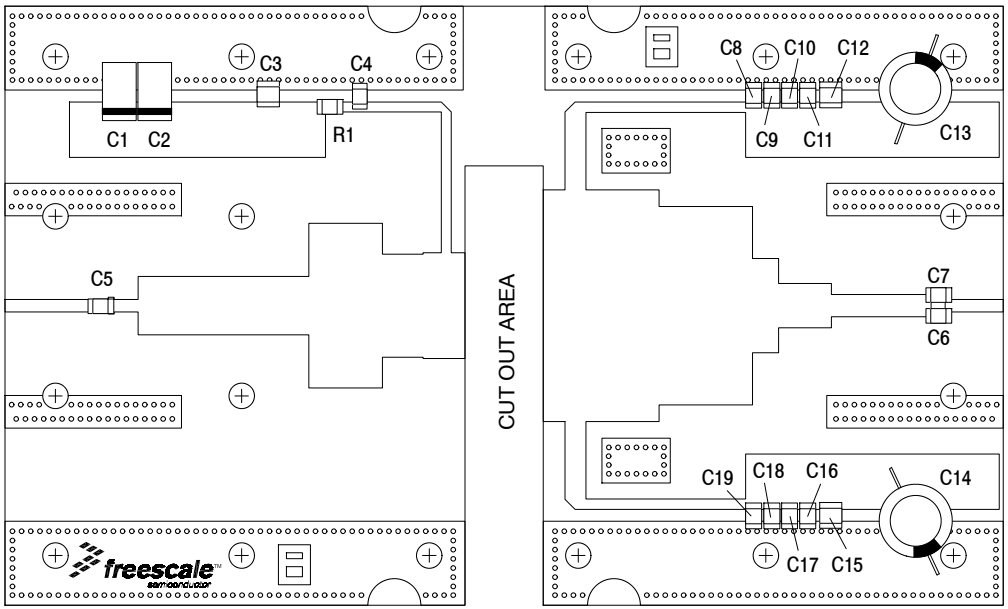 C8
C10
C12
C3
C4
C1
C2
R1
C9
C11
C13
C5
C7
C6
CUT OUT AREA
C19
C18
C16
C14
C17
C15
freescale™
semiconductor